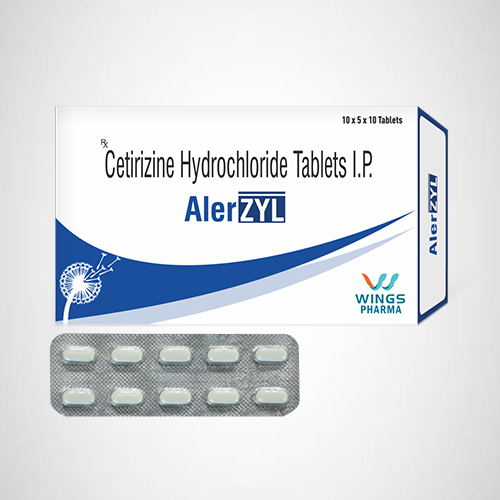 10 x 5 x 10 Tablets
Rx
Cetirizine Hydrochloride Tablets I.P.
AlerZYL
AlerZYL
WINGS
PHARMA